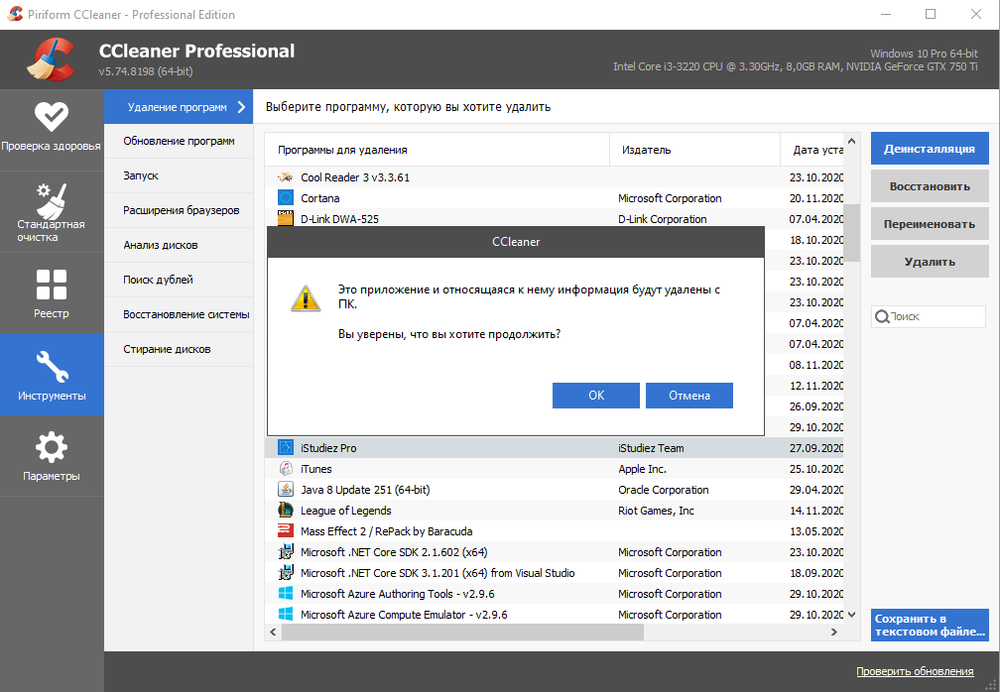 Piriform CCleaner - Professional Edition
CCleaner Professional
v5.74.8198 (64-bit)
Windows 10 Pro 64-bit
Intel Core i3-3220 CPU @ 3.30GHz, 8,0GB RAM, NVIDIA GeForce GTX 750 Ti
Проверка здоровья
Стандартная
очистка
Реестр
Инструменты
Параметры
Удаление программ
Обновление программ
Запуск
Расширения браузеров
Анализ дисков
Поиск дублей
Восстановление системы
Стирание дисков
Выберите программу, которую вы хотите удалить
Программы для удаления Издатель Дата уста
Cool Reader 3 v3.3.61 23.10.2020
Cortana Microsoft Corporation 20.11.2020
D-Link DWA-525 D-Link Corporation 07.04.2020
18.10.2020
23.10.2020
23.10.2020
23.10.2020
07.04.2020
07.04.2020
08.11.2020
12.11.2020
26.09.2020
29.10.2020
CCleaner
Это приложение и относящаяся к нему информация будут удалены с
ПК.
Вы уверены, что вы хотите продолжить?
OK Отмена
iStudiez Pro iStudiez Team 27.09.2020
iTunes Apple Inc. 25.10.2020
Java 8 Update 251 (64-bit) Oracle Corporation 29.04.2020
League of Legends Riot Games, Inc 14.11.2020
Mass Effect 2 / RePack by Baracuda 13.05.2020
Microsoft .NET Core SDK 2.1.602 (x64) Microsoft Corporation 23.10.2020
Microsoft .NET Core SDK 3.1.201 (x64) from Visual Studio Microsoft Corporation 18.09.2020
Microsoft Azure Authoring Tools - v2.9.6 Microsoft Corporation 29.10.2020
Microsoft Azure Compute Emulator - v2.9.6 Microsoft Corporation 29.10.2020
Деинсталляция
Восстановить
Переименовать
Удалить
Поиск
Сохранить в
текстовом файле...
Проверить обновления